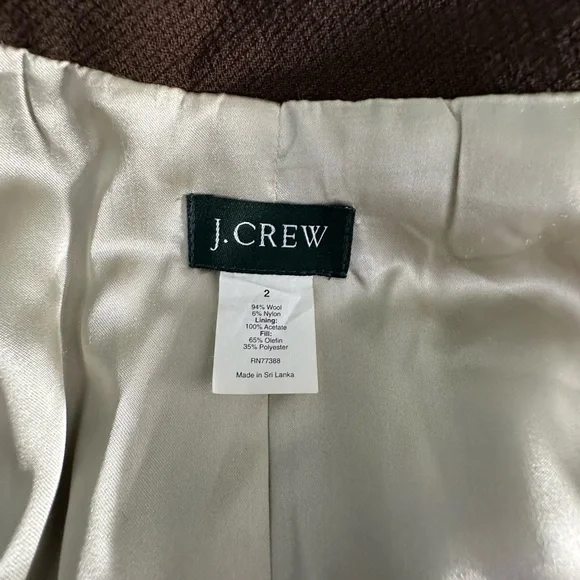 J.CREW
2
94% Wool
6% Nylon
Lining:
100% Acetate
Fill:
65% Olefin
35% Polyester
RN77388
Made in Sri Lanka